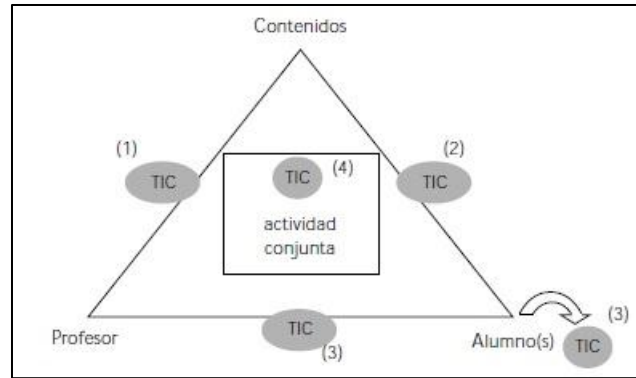 Contenidos
(1)
TIC
(2)
TIC
TIC
(4)
actividad
conjunta
Profesor
TIC
(3)
Alumno(s)
(3)
TIC